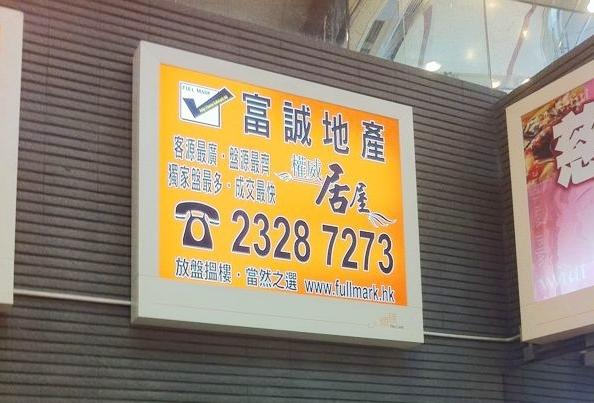 FULL MARK
富誠地產
客源最廣﹒盤源最齊
獨家盤最多﹒成交最快
權威
居屋
2328 7273
放盤搵樓﹒當然之選 www.fullmark.hk